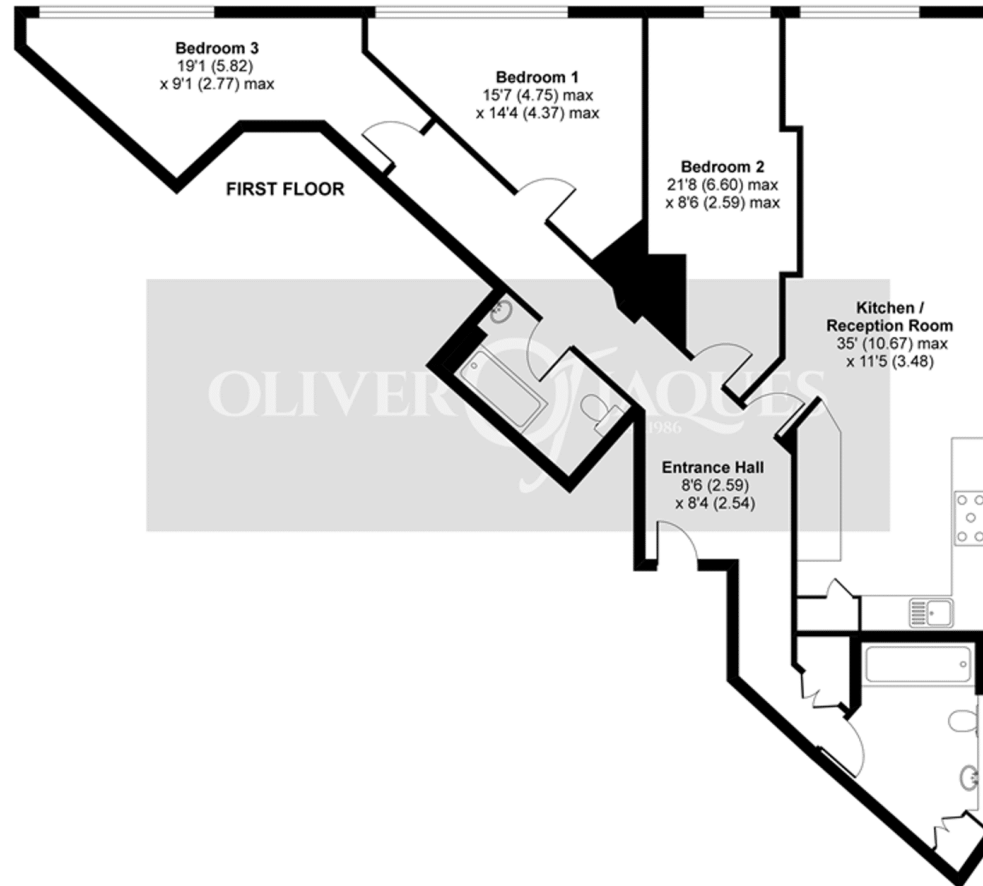 Bedroom 3
19'1 (5.82)
x 9'1 (2.77) max
Bedroom 1
15'7 (4.75) max
x 14'4 (4.37) max
Bedroom 2
21'8 (6.60) max
x 8'6 (2.59) max
FIRST FLOOR
Kitchen /
Reception Room
35' (10.67) max
x 11'5 (3.48)
OLIVER JAQUES
1986
Entrance Hall
8'6 (2.59)
x 8'4 (2.54)